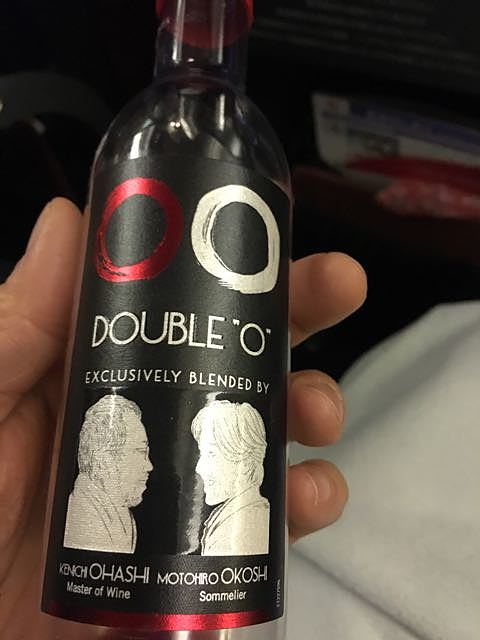 DOUBLE "O"
EXCLUSIVELY BLENDED BY
KENICHI OHASHI MOTOHIRO OKOSHI
Master of Wine Sommelier